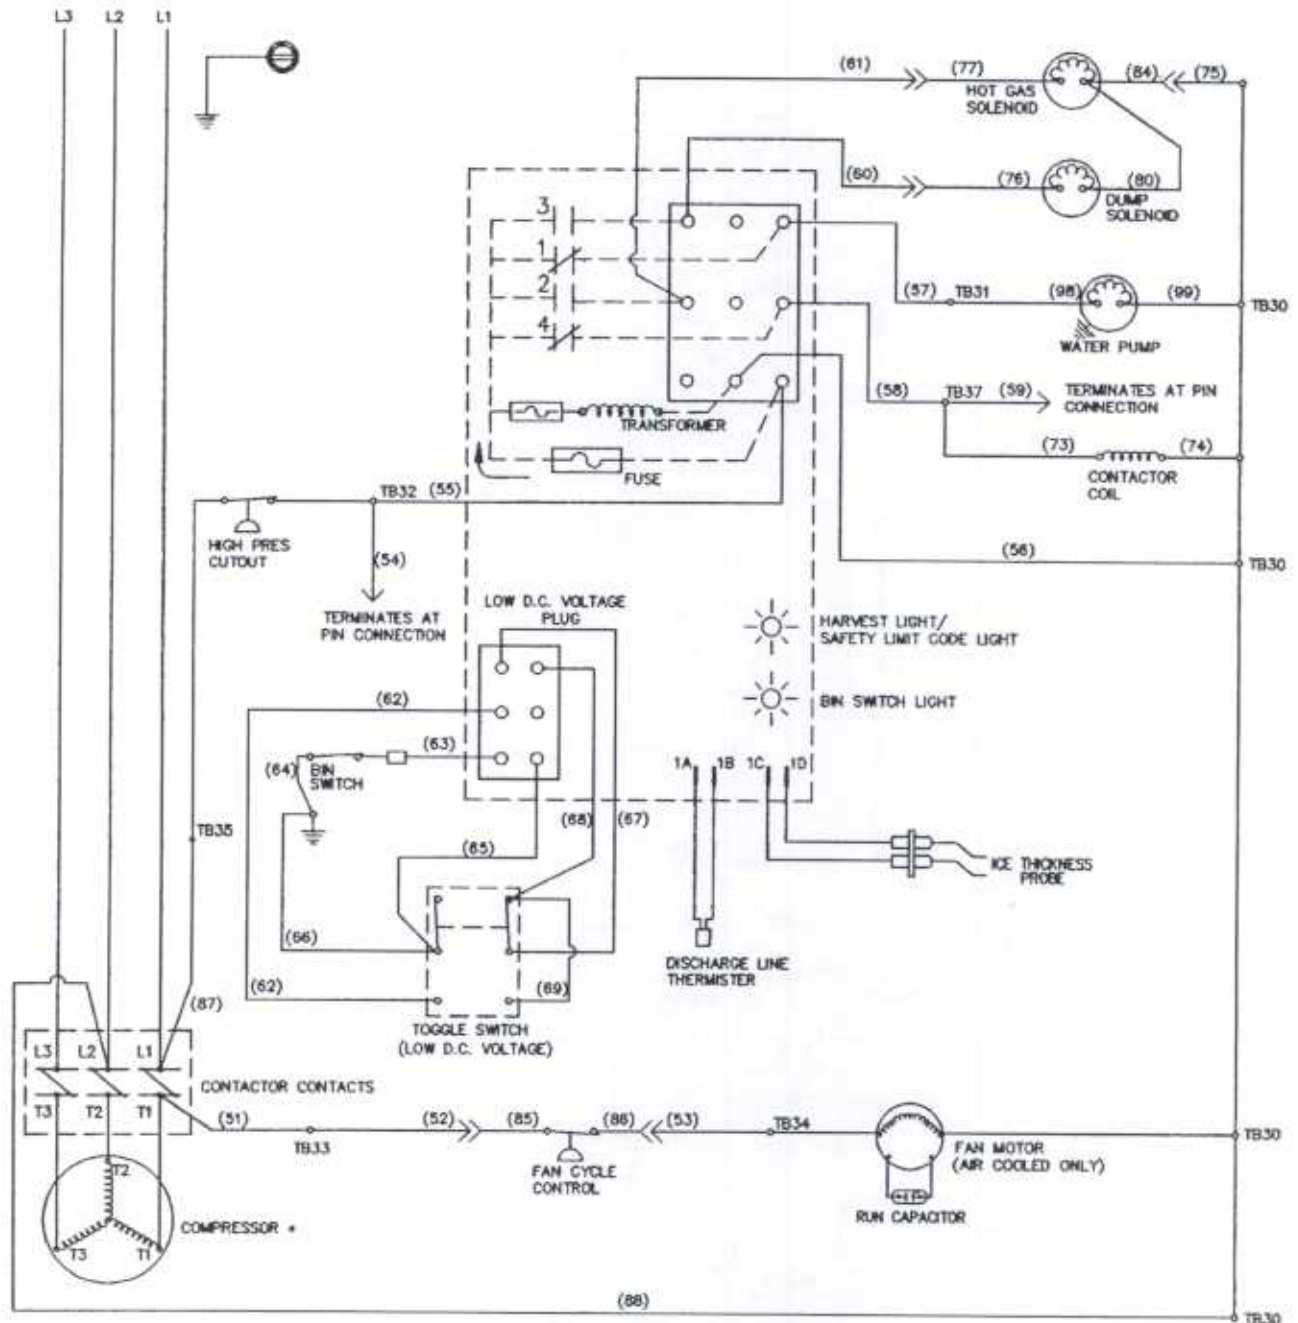 L3 L2 L1
(61) (77) (84) (75)
HOT GAS
SOLENOID
(60) (76) (80)
DUMP
SOLENOID
3
1
2
4
(57) TB31 (98) (99) TB30
WATER PUMP
(58) TB37 (59) TERMINATES AT PIN
CONNECTION
TRANSFORMER
(73) (74)
CONTACTOR
COIL
FUSE
TB32 (55)
HIGH PRES
CUTOUT
(54)
(56) TB30
TERMINATES AT
PIN CONNECTION
LOW D.C. VOLTAGE
PLUG
HARVEST LIGHT/
SAFETY LIMIT CODE LIGHT
BIN SWITCH LIGHT
(62)
(63)
(64) BIN
SWITCH
1A 1B 1C 1D
TB35
(68) (67)
(65)
ICE THICKNESS
PROBE
(66)
DISCHARGE LINE
THERMISTER
(62) (69)
(87)
TOGGLE SWITCH
(LOW D.C. VOLTAGE)
L3 L2 L1
CONTACTOR CONTACTS
T3 T2 T1
(51) TB33 (52) (85) (86) (53) TB34 TB30
FAN CYCLE
CONTROL
FAN MOTOR
(AIR COOLED ONLY)
RUN CAPACITOR
T2
T3 T1
COMPRESSOR +
(88)
TB30